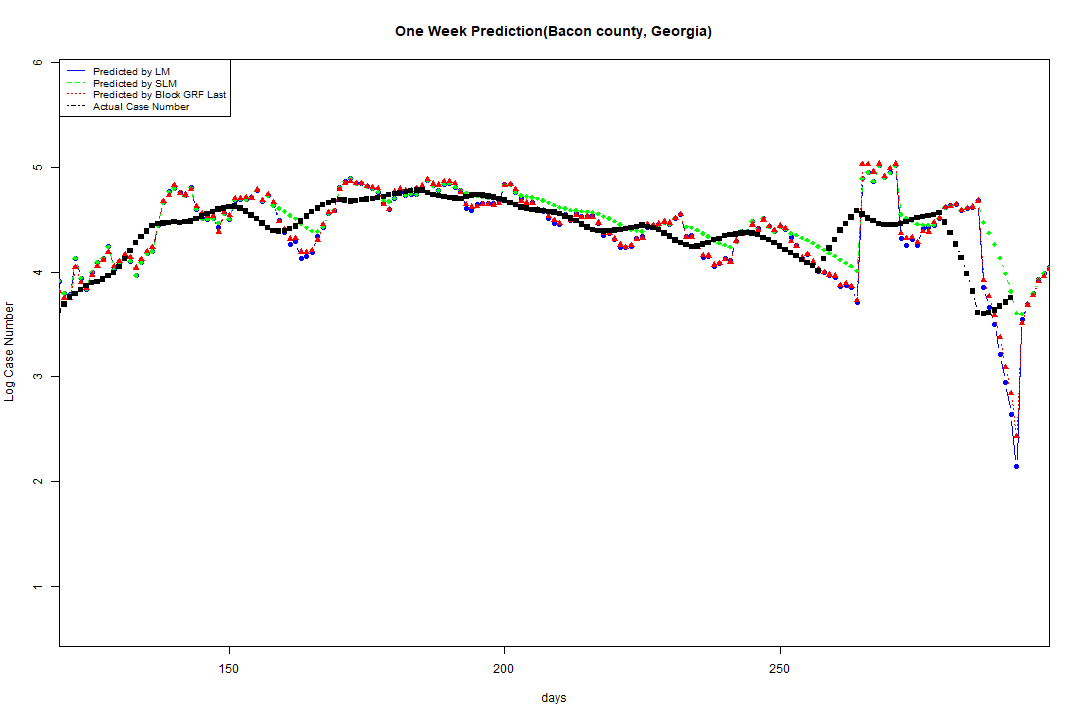 One Week Prediction(Bacon county, Georgia)
Predicted by LM
Predicted by SLM
Predicted by Block GRF Last
Actual Case Number
6
5
4
3
2
1
Log Case Number
150
200
250
days